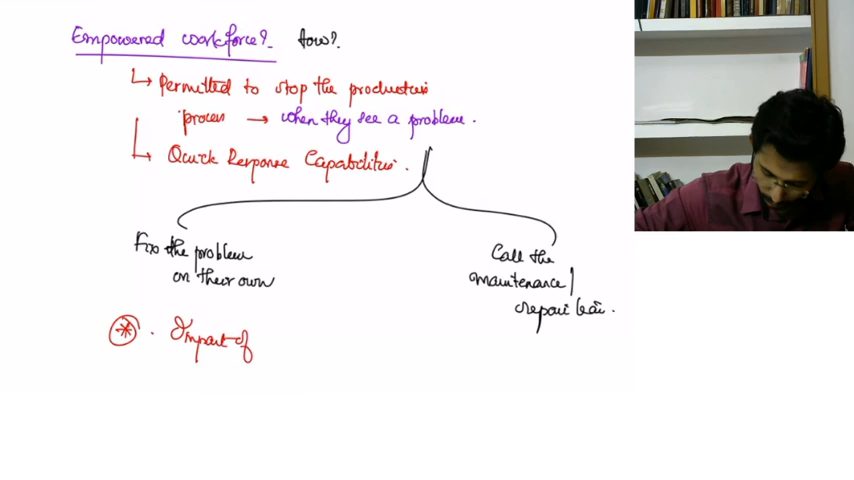 Empowered workforce? How?
↳ Permitted to stop the production
process → when they see a problem.
↳ Quick Response Capabilities.
Fix the problem
on their own
Call the
maintenance/
repair team.
* . Impact of